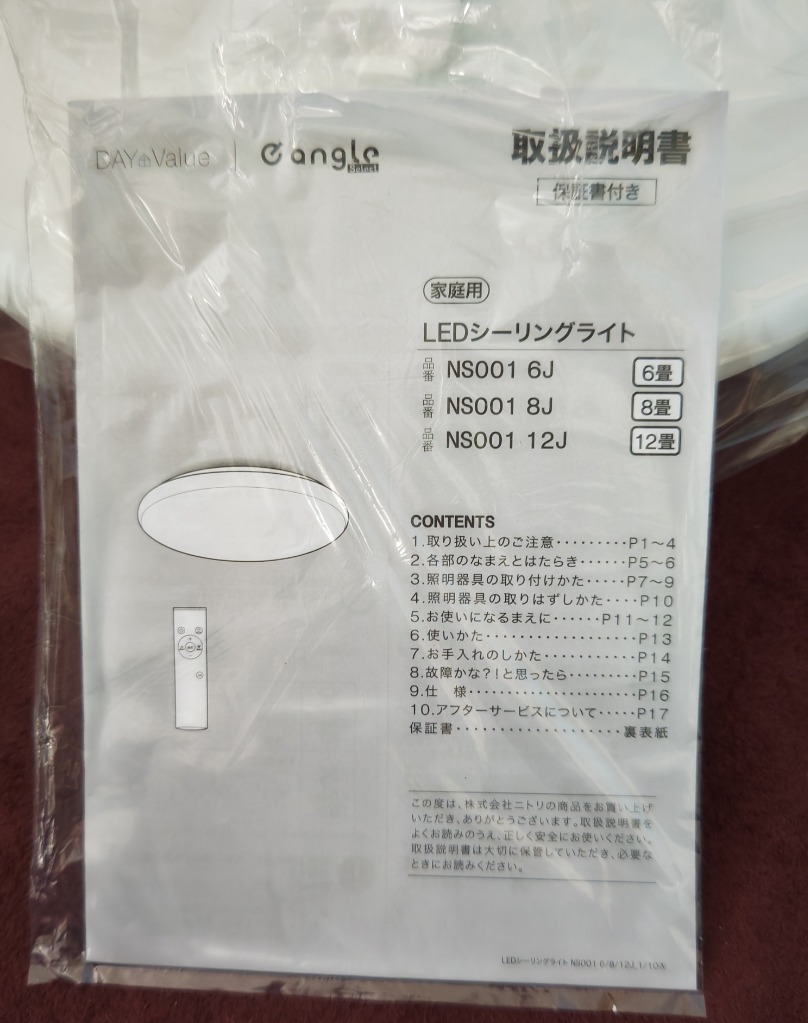 DAY Value
angle
Select
取扱説明書
保証書付き
家庭用
LEDシーリングライト
品番 NS001 6J 6畳
品番 NS001 8J 8畳
品番 NS001 12J 12畳
CONTENTS
1.取り扱い上のご注意・・・・・・・・・P1～4
2.各部のなまえとはたらき・・・・・・P5～6
3.照明器具の取り付けかた・・・・・P7～9
4.照明器具の取りはずしかた・・・・P10
5.お使いになるまえに・・・・・・P11～12
6.使いかた・・・・・・・・・・・・・・・・・P13
7.お手入れのしかた・・・・・・・・・・・P14
8.故障かな?!と思ったら・・・・・・・・P15
9.仕 様・・・・・・・・・・・・・・・・・・・・・P16
10.アフターサービスについて・・・・・P17
保証書・・・・・・・・・・・・・・・・・・・裏表紙
この度は、株式会社ニトリの商品をお買い上げ
いただき、ありがとうございます。取扱説明書を
よくお読みのうえ、正しく安全にお使いください。
取扱説明書は大切に保管していただき、必要な
ときにお読みください。
LEDシーリングライト NS001 6/8/12J_1/10